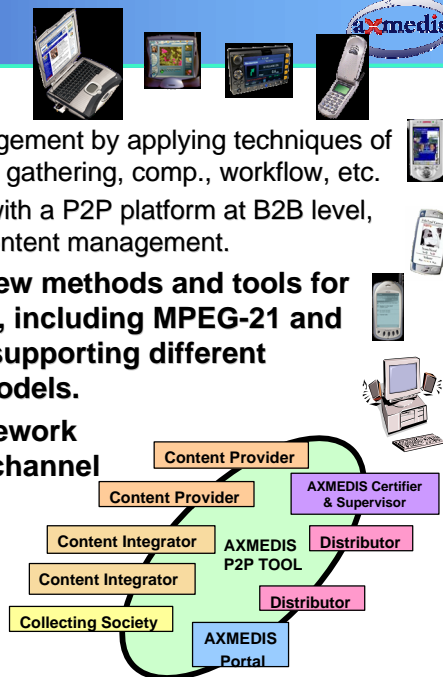 axmedis
gement by applying techniques of
gathering, comp., workflow, etc.
with a P2P platform at B2B level,
ontent management.
ew methods and tools for
, including MPEG-21 and
supporting different
odels.
ework
channel
Content Provider
AXMEDIS Certifier
& Supervisor
Content Provider
Content Integrator
AXMEDIS
P2P TOOL
Distributor
Content Integrator
Distributor
Collecting Society
AXMEDIS
Portal